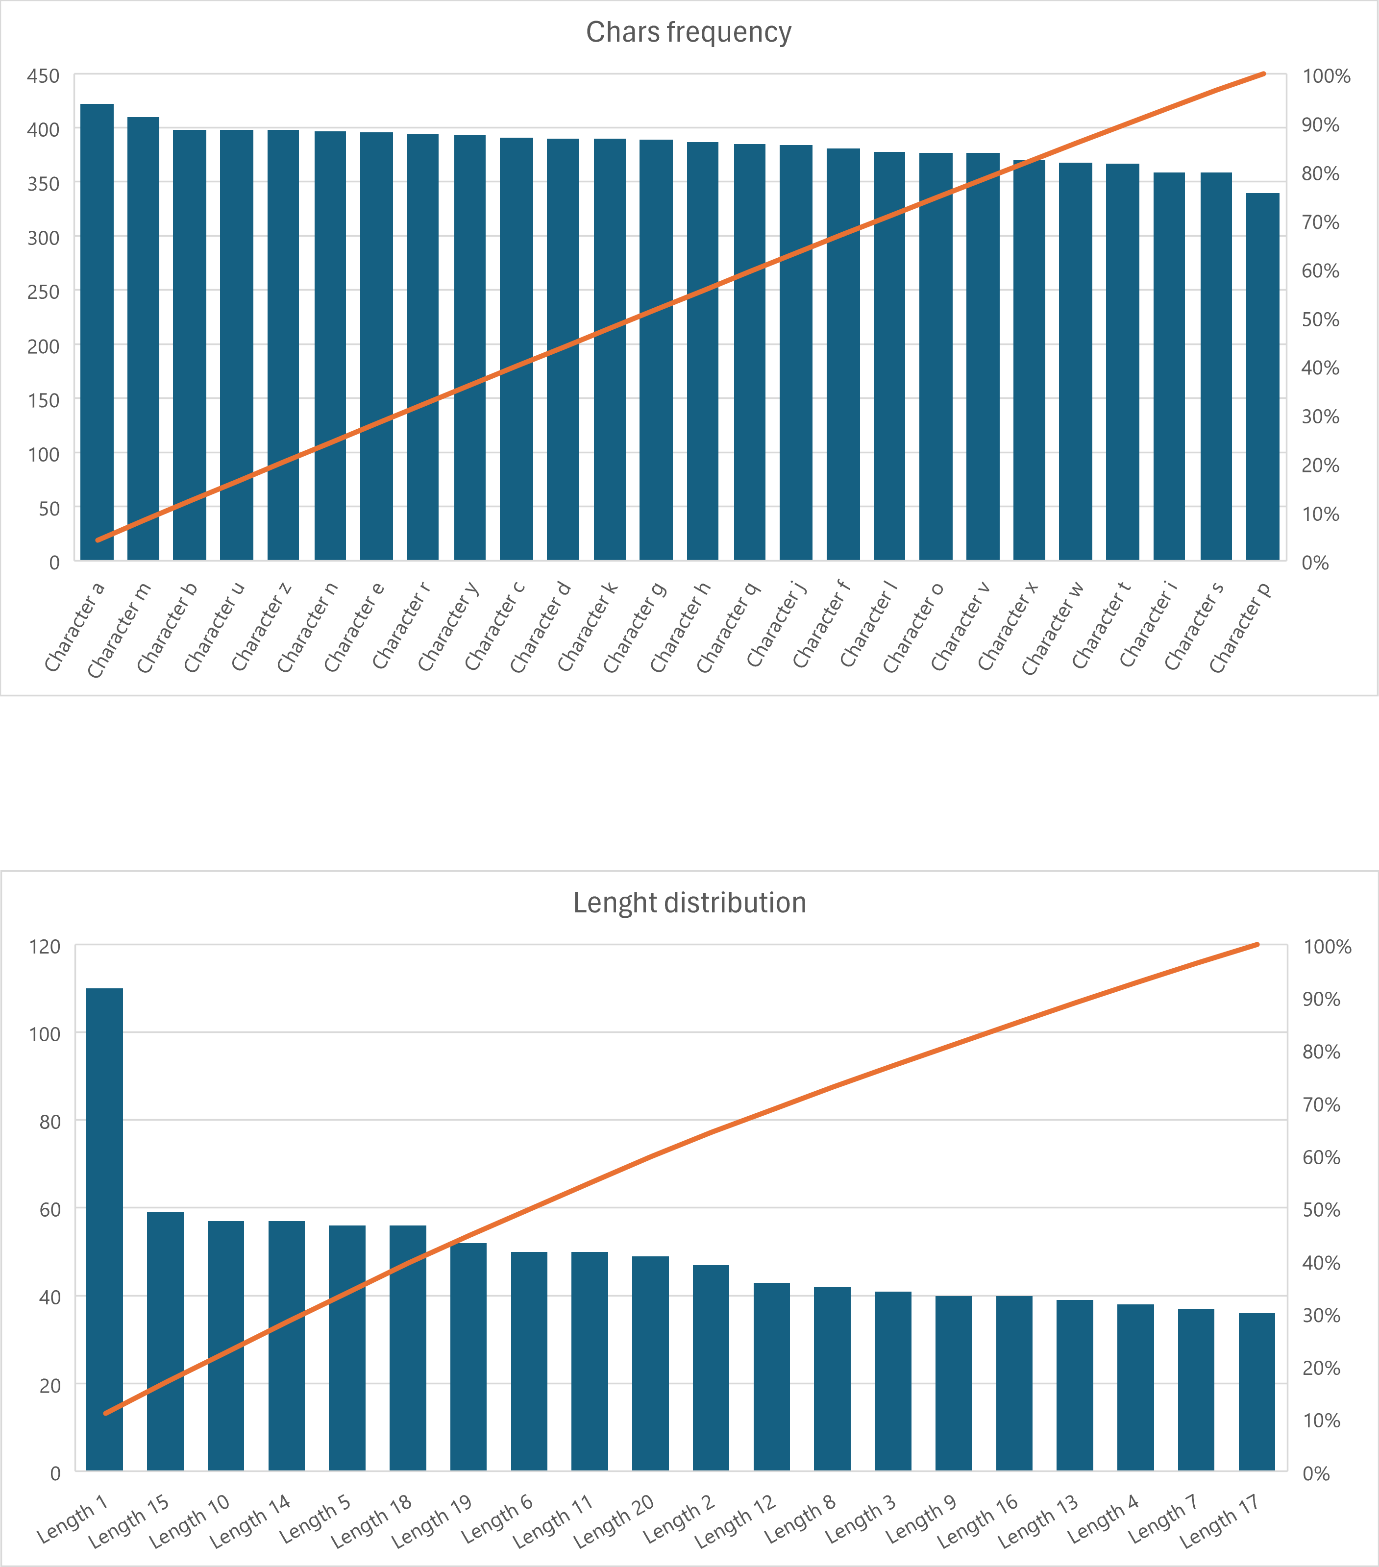 Chars frequency
450
400
350
300
250
200
150
100
50
0
100%
90%
80%
70%
60%
50%
40%
30%
20%
10%
0%
Character a
Character m
Character b
Character u
Character z
Character n
Character e
Character r
Character y
Character c
Character d
Character k
Character g
Character h
Character q
Character j
Character f
Character l
Character o
Character v
Character x
Character w
Character t
Character i
Character s
Character p
Lenght distribution
120
100
80
60
40
20
0
100%
90%
80%
70%
60%
50%
40%
30%
20%
10%
0%
Length 1
Length 15
Length 10
Length 14
Length 5
Length 18
Length 19
Length 6
Length 11
Length 20
Length 2
Length 12
Length 8
Length 3
Length 9
Length 16
Length 13
Length 4
Length 7
Length 17